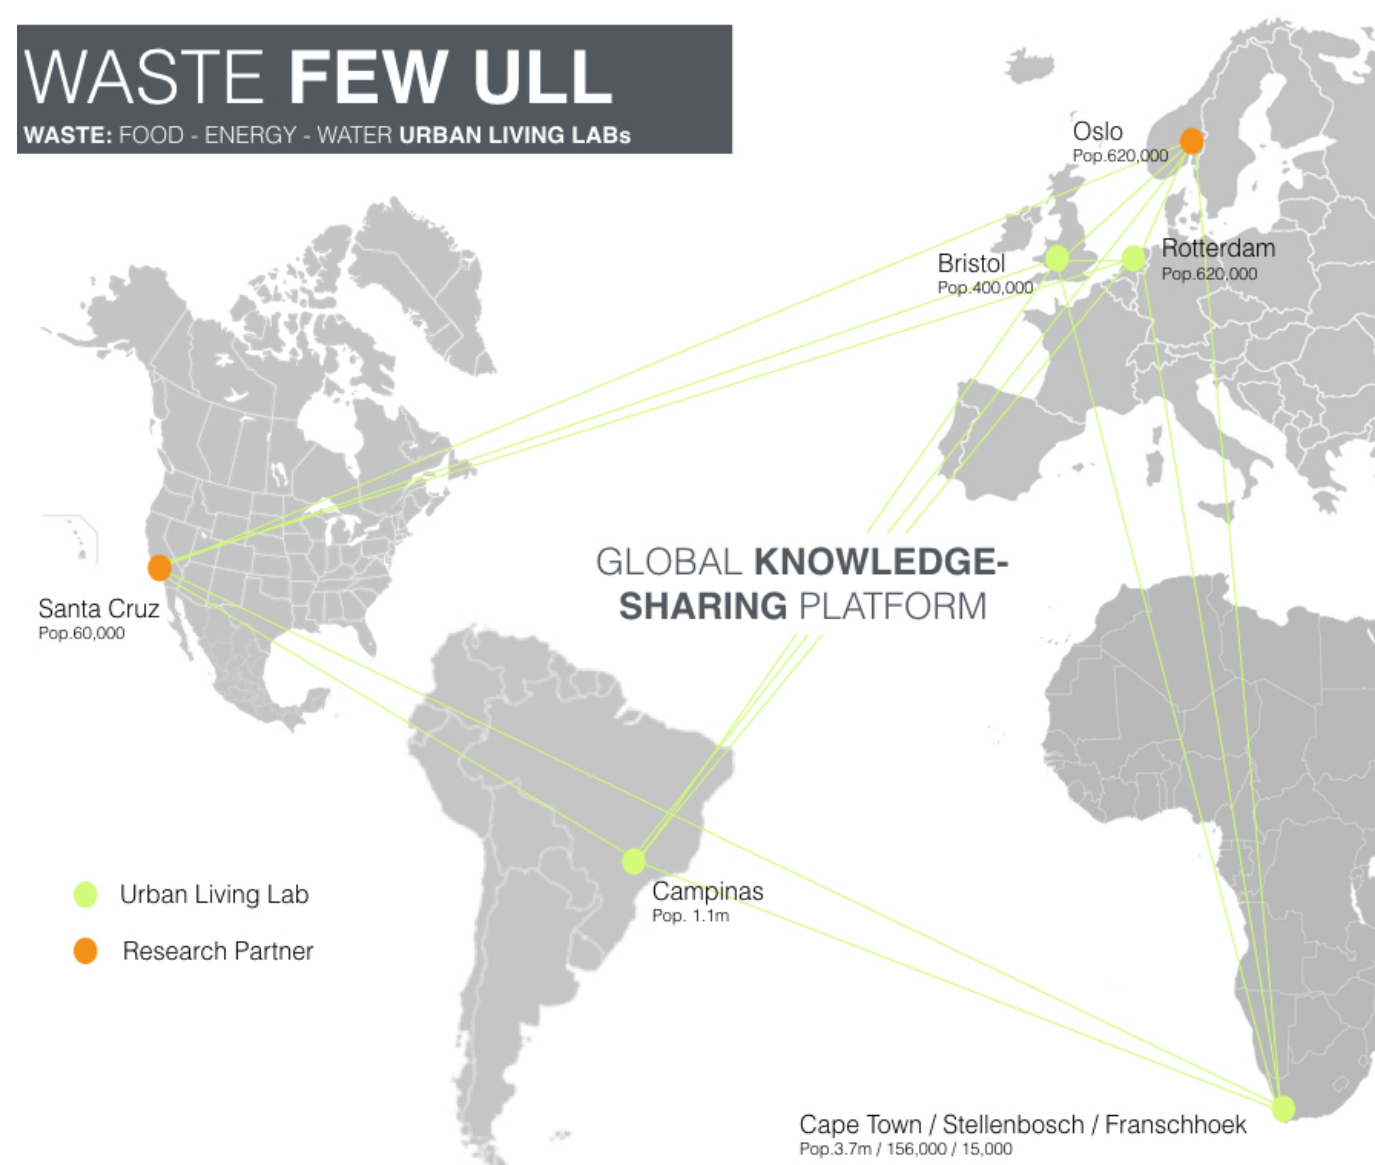 WASTE FEW ULL
WASTE: FOOD - ENERGY - WATER URBAN LIVING LABs
Oslo
Pop.620,000
Rotterdam
Pop.620,000
Bristol
Pop.400,000
GLOBAL KNOWLEDGE-
SHARING PLATFORM
Santa Cruz
Pop.60,000
Campinas
Pop. 1.1m
Urban Living Lab
Research Partner
Cape Town / Stellenbosch / Franschhoek
Pop.3.7m / 156,000 / 15,000